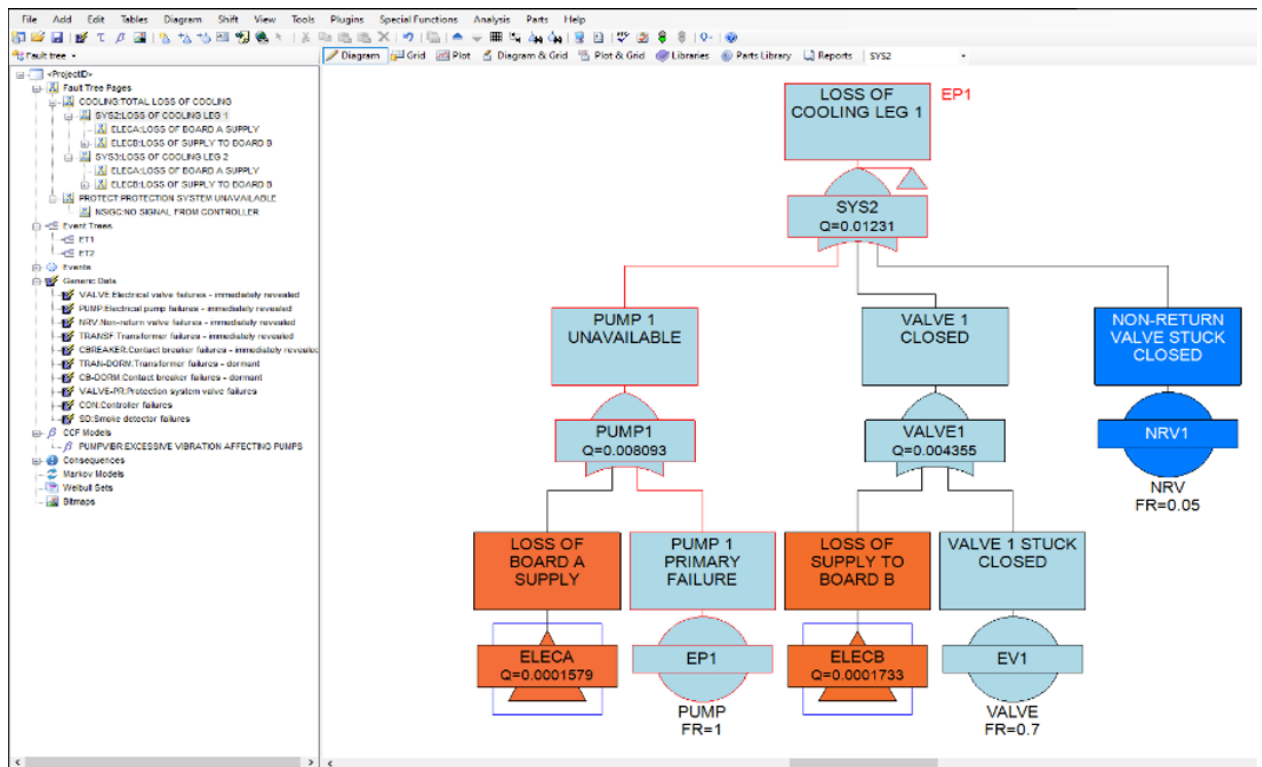 File Add Edit Tables Diagram Shift View Tools Plugins Special Functions Analysis Parts Help
Fault tree
Diagram Grid Plot Diagram & Grid Plot & Grid Libraries Parts Library Reports SYS2
<ProjectID>
Fault Tree Pages
COOLING:TOTAL LOSS OF COOLING
SYS2:LOSS OF COOLING LEG 1
ELECA:LOSS OF BOARD A SUPPLY
ELECB:LOSS OF SUPPLY TO BOARD B
SYS3:LOSS OF COOLING LEG 2
ELECA:LOSS OF BOARD A SUPPLY
ELECB:LOSS OF SUPPLY TO BOARD B
PROTECT:PROTECTION SYSTEM UNAVAILABLE
NSIGC:NO SIGNAL FROM CONTROLLER
Event Trees
ET1
ET2
Events
Generic Data
VALVE:Electrical valve failures - immediately revealed
PUMP:Electrical pump failures - immediately revealed
NRV:Non-return valve failures - immediately revealed
TRANSF:Transformer failures - immediately revealed
CBREAKER:Contact breaker failures - immediately revealed
TRAN-DORM:Transformer failures - dormant
CB-DORM:Contact breaker failures - dormant
VALVE-PR:Protection system valve failures
CON:Controller failures
SD:Smoke detector failures
CCF Models
PUMPVIBR:EXCESSIVE VIBRATION AFFECTING PUMPS
Consequences
Markov Models
Weibull Sets
Bitmaps
LOSS OF
COOLING LEG 1
EP1
SYS2
Q=0.01231
PUMP 1
UNAVAILABLE
VALVE 1
CLOSED
NON-RETURN
VALVE STUCK
CLOSED
PUMP1
Q=0.008093
VALVE1
Q=0.004355
NRV1
NRV
FR=0.05
LOSS OF
BOARD A
SUPPLY
PUMP 1
PRIMARY
FAILURE
LOSS OF
SUPPLY TO
BOARD B
VALVE 1 STUCK
CLOSED
ELECA
Q=0.0001579
EP1
ELECB
Q=0.0001733
EV1
PUMP
FR=1
VALVE
FR=0.7